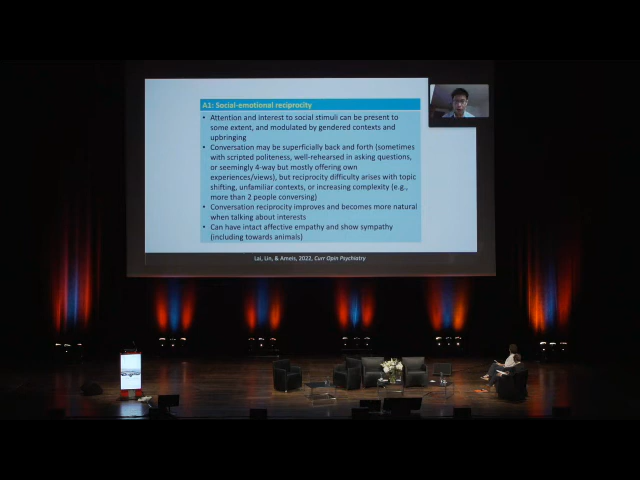 A1: Social-emotional reciprocity
• Attention and interest to social stimuli can be present to
some extent, and modulated by gendered contexts and
upbringing
• Conversation may be superficially back and forth (sometimes
with scripted politeness, well-rehearsed in asking questions,
or seemingly 4-way but mostly offering own
experiences/views), but reciprocity difficulty arises with topic
shifting, unfamiliar contexts, or increasing complexity (e.g.,
more than 2 people conversing)
• Conversation reciprocity improves and becomes more natural
when talking about interests
• Can have intact affective empathy and show sympathy
(including towards animals)
Lai, Lin, & Ameis, 2022, Curr Opin Psychiatry